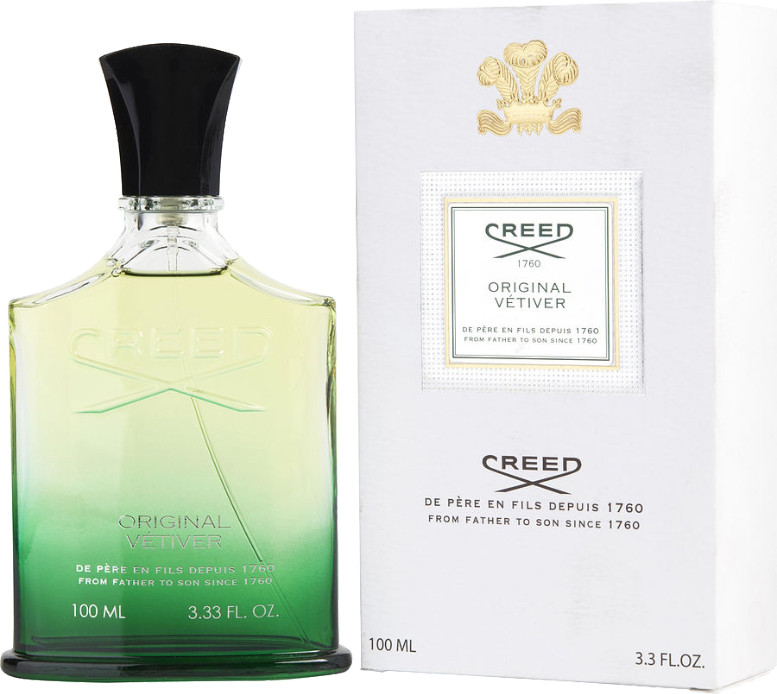 CREED
ORIGINAL
VÉTIVER
DE PÈRE EN FILS DEPUIS 1760
FROM FATHER TO SON SINCE 1760
100 ML 3.33 FL. OZ.
CREED
1760
ORIGINAL
VÉTIVER
DE PÈRE EN FILS DEPUIS 1760
FROM FATHER TO SON SINCE 1760
CREED
DE PÈRE EN FILS DEPUIS 1760
FROM FATHER TO SON SINCE 1760
100 ML 3.3 FL.OZ.